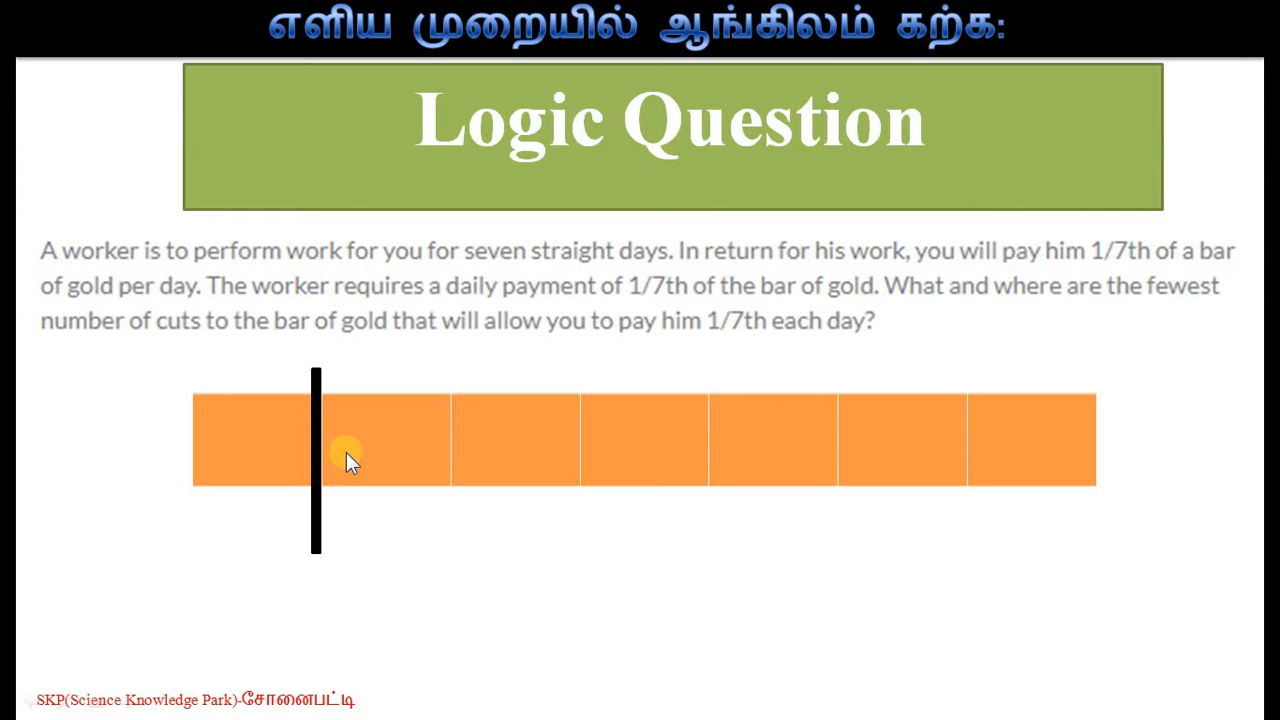 எளிய முறையில் ஆங்கிலம் கற்க:
Logic Question
A worker is to perform work for you for seven straight days. In return for his work, you will pay him 1/7th of a bar
of gold per day. The worker requires a daily payment of 1/7th of the bar of gold. What and where are the fewest
number of cuts to the bar of gold that will allow you to pay him 1/7th each day?
SKP(Science Knowledge Park)-சோனைபட்டி